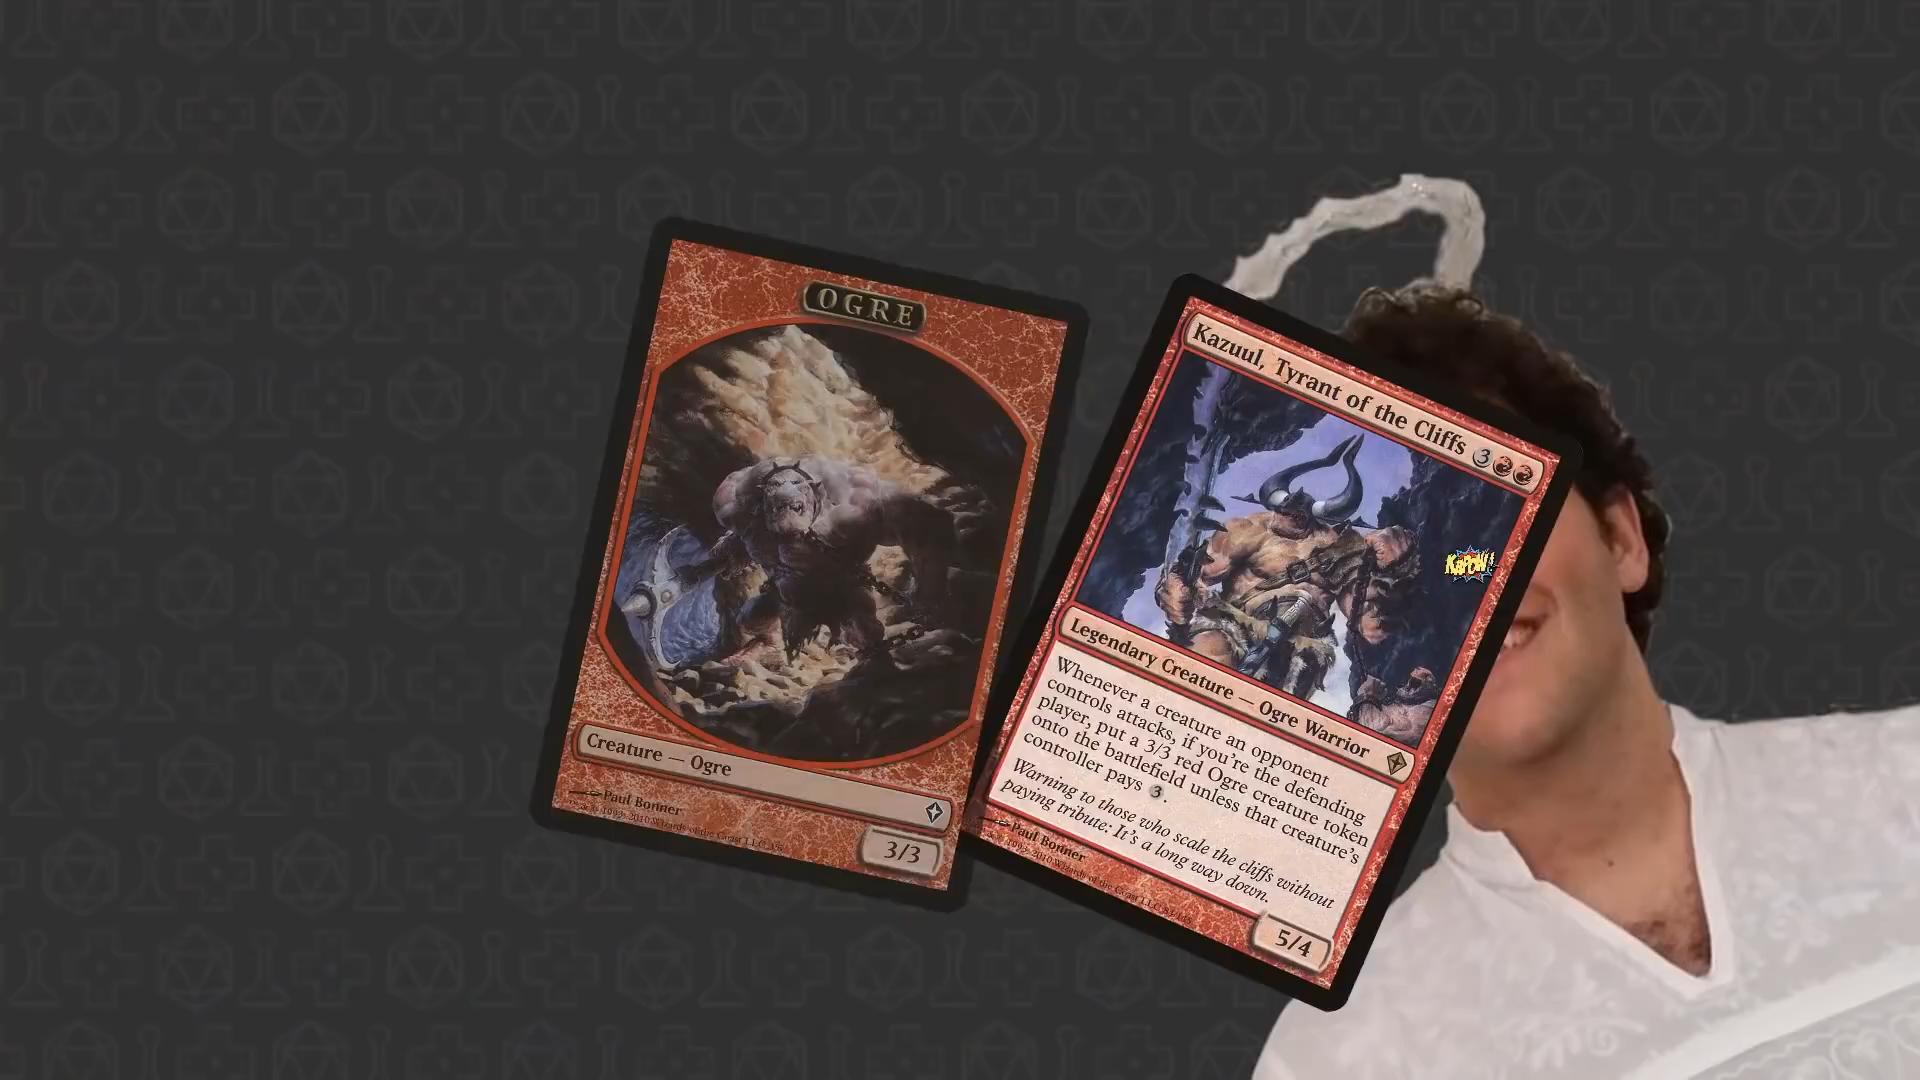 OGRE
Creature — Ogre
Paul Bonner
3/3
Kazuul, Tyrant of the Cliffs 3
KAPOW!
Legendary Creature — Ogre Warrior
Whenever a creature an opponent
controls attacks, if you're the defending
player, put a 3/3 red Ogre creature token
onto the battlefield unless that creature's
controller pays 3.
Warning to those who scale the cliffs without
paying tribute: It's a long way down.
Paul Bonner
5/4